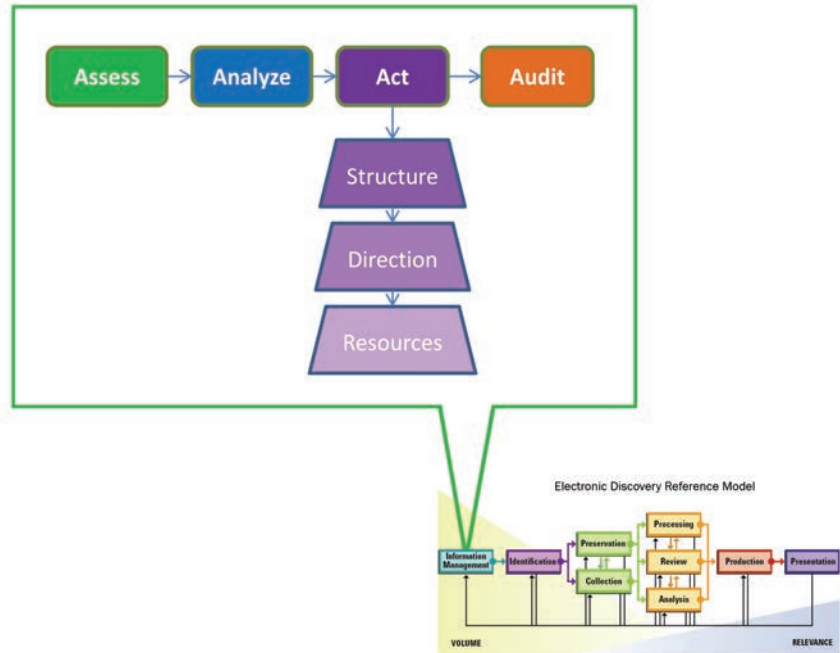 Assess
Analyze
Act
Audit
Structure
Direction
Resources
Electronic Discovery Reference Model
Information
Management
Identification
Preservation
Collection
Processing
Review
Analysis
Production
Presentation
VOLUME
RELEVANCE